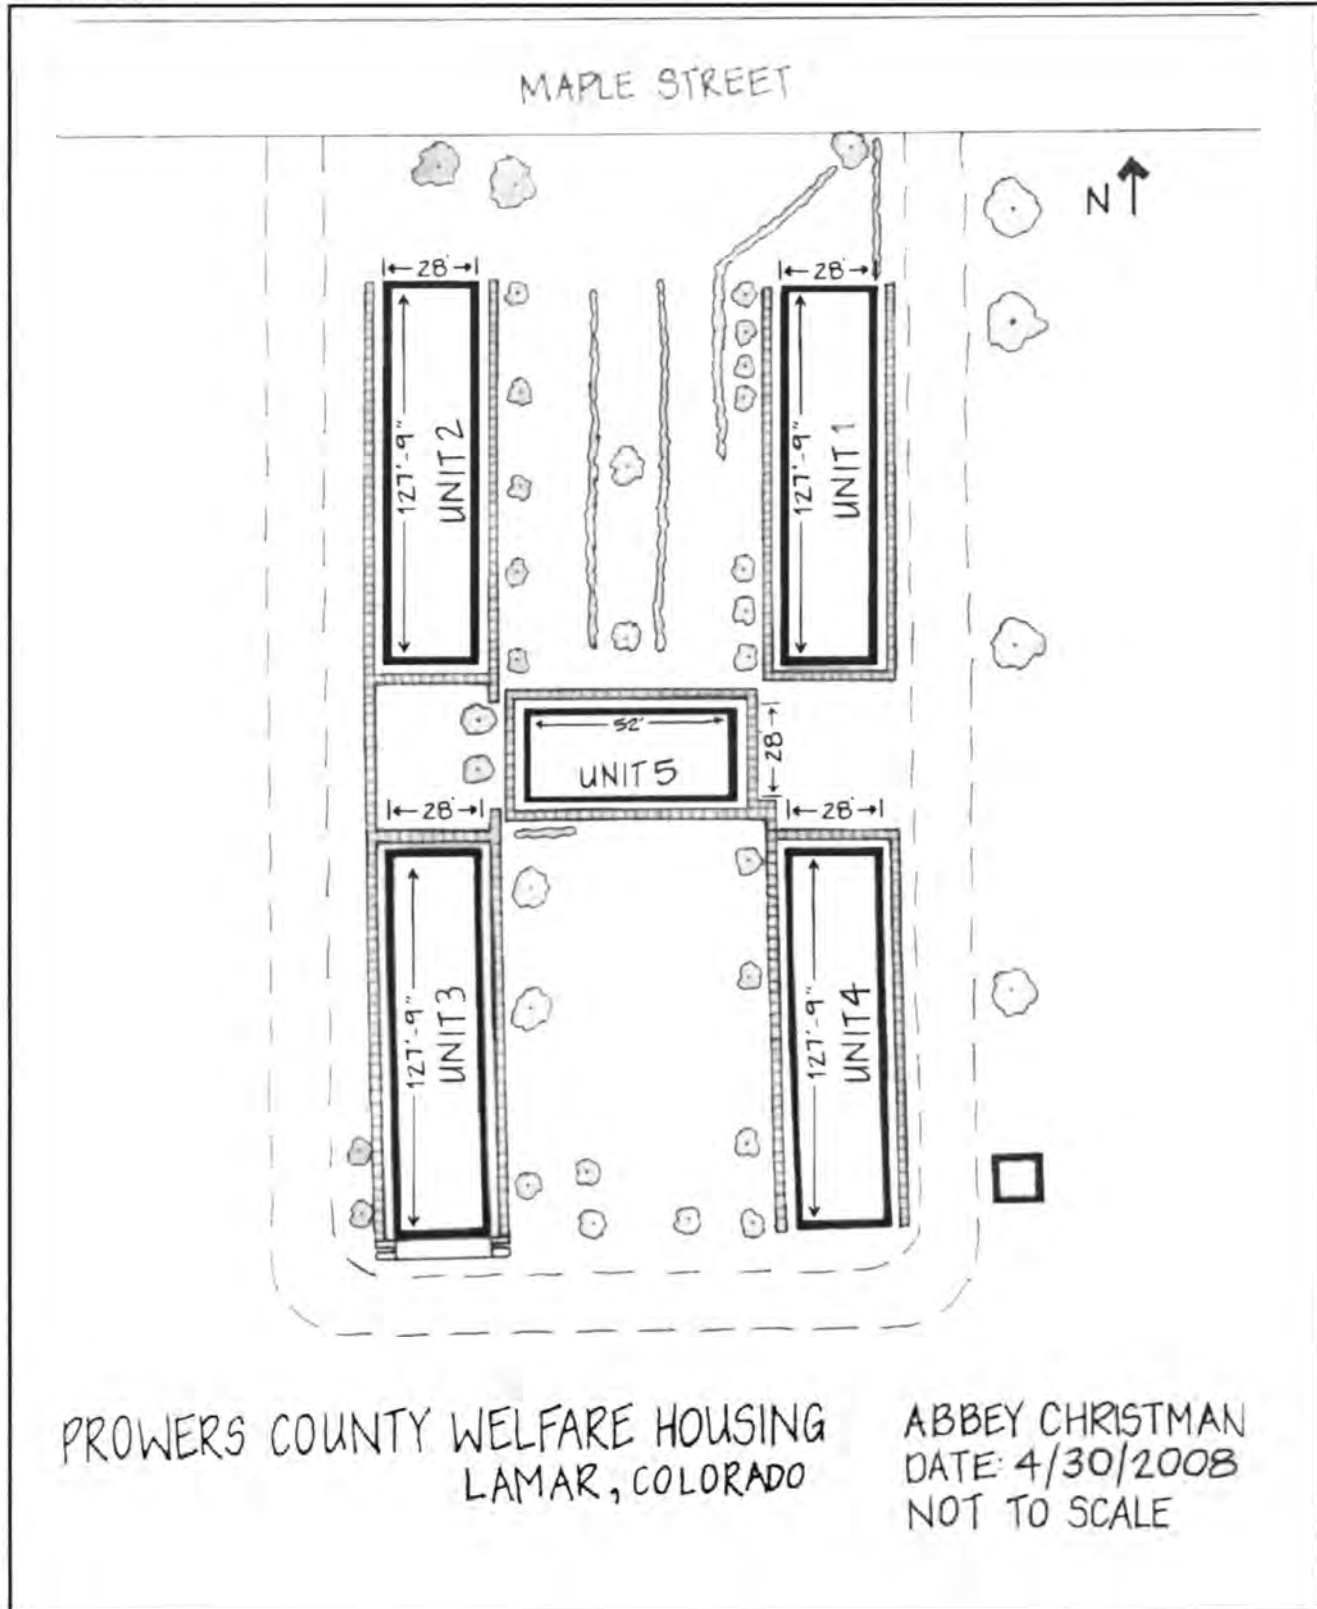 MAPLE STREET
N
28'
28'
127'-9"
UNIT 2
127'-9"
UNIT 1
52'
28'
UNIT 5
28'
28'
127'-9"
UNIT 3
127'-9"
UNIT 4
PROWERS COUNTY WELFARE HOUSING
LAMAR, COLORADO
ABBEY CHRISTMAN
DATE: 4/30/2008
NOT TO SCALE